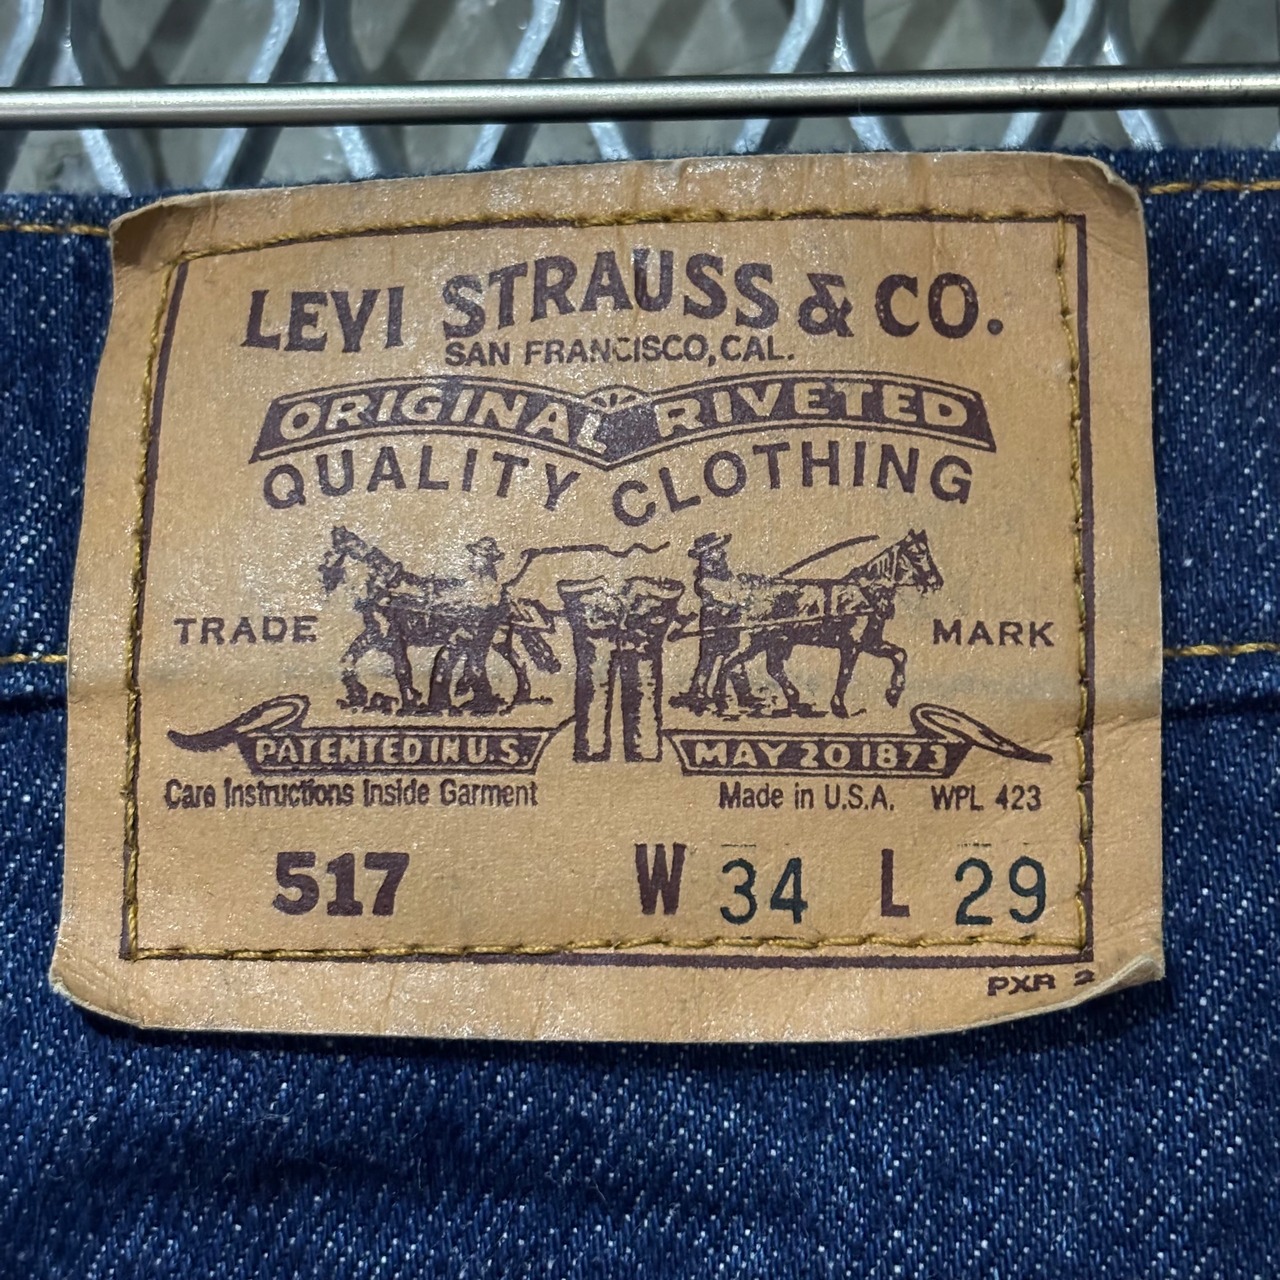 LEVI STRAUSS & CO.
SAN FRANCISCO, CAL.
ORIGINAL RIVETED
QUALITY CLOTHING
TRADE MARK
PATENTED IN U.S. MAY 20 1873
Care Instructions Inside Garment Made in U.S.A. WPL 423
517 W 34 L 29
PXR 2